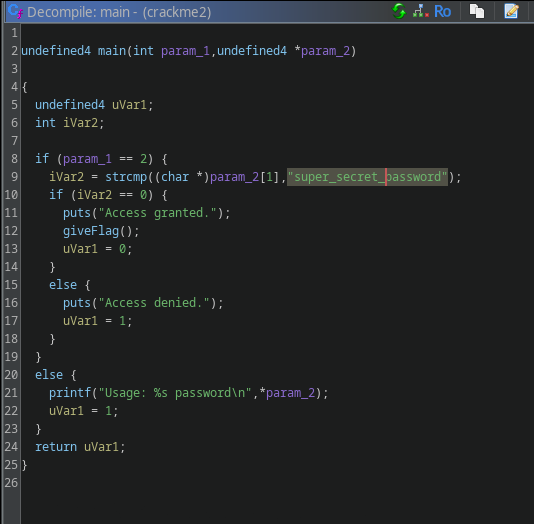 Decompile: main - (crackme2)
Ro
1
2 undefined4 main(int param_1,undefined4 *param_2)
3
4 {
5   undefined4 uVar1;
6   int iVar2;
7
8   if (param_1 == 2) {
9     iVar2 = strcmp((char *)param_2[1],"super_secret_password");
10     if (iVar2 == 0) {
11       puts("Access granted.");
12       giveFlag();
13       uVar1 = 0;
14     }
15     else {
16       puts("Access denied.");
17       uVar1 = 1;
18     }
19   }
20   else {
21     printf("Usage: %s password\n",*param_2);
22     uVar1 = 1;
23   }
24   return uVar1;
25 }
26